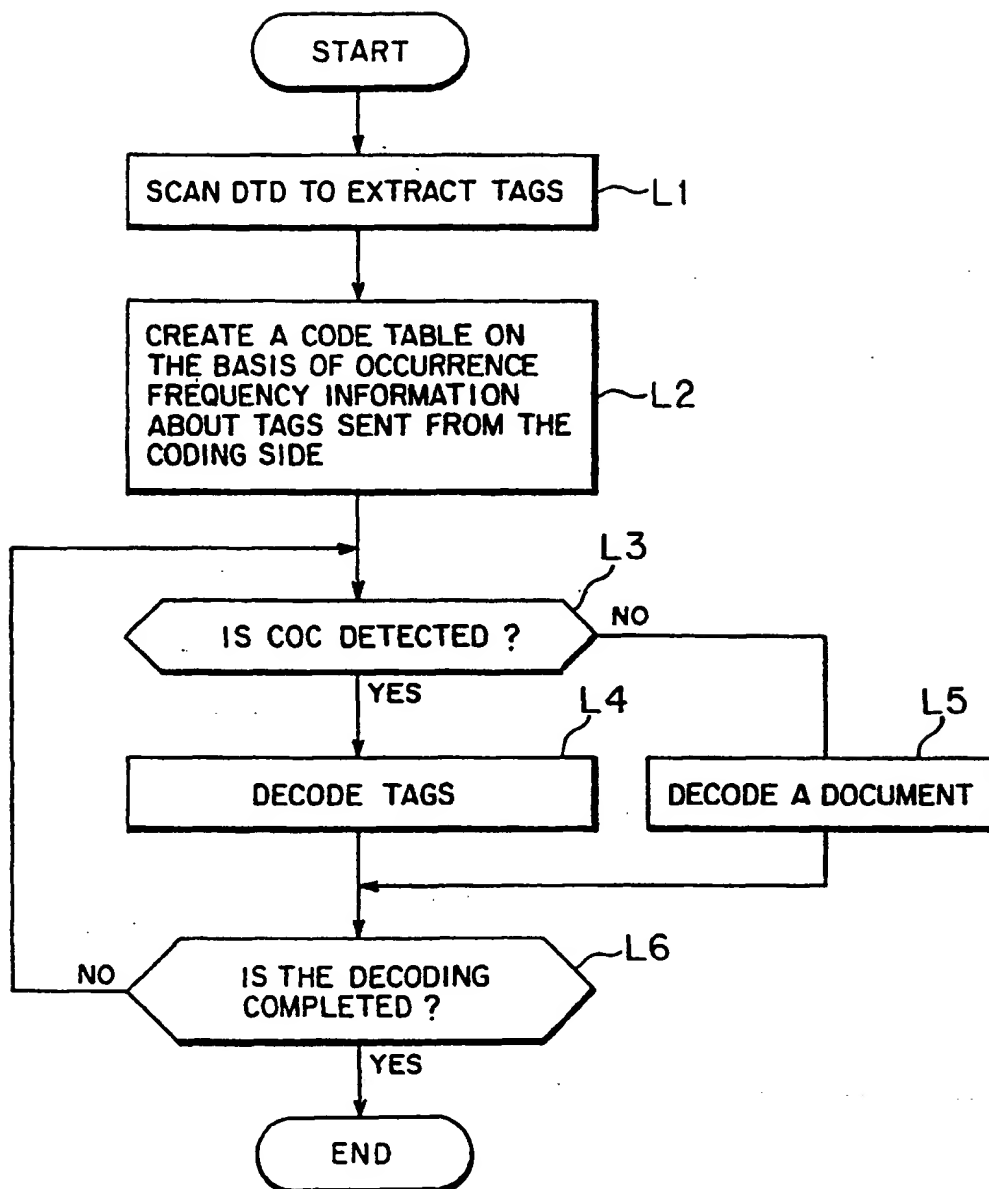 START
SCAN DTD TO EXTRACT TAGS
L1
CREATE A CODE TABLE ON
THE BASIS OF OCCURRENCE
FREQUENCY INFORMATION
ABOUT TAGS SENT FROM THE
CODING SIDE
L2
L3
IS COC DETECTED ?
NO
YES
L4
L5
DECODE TAGS
DECODE A DOCUMENT
L6
IS THE DECODING
COMPLETED ?
NO
YES
END